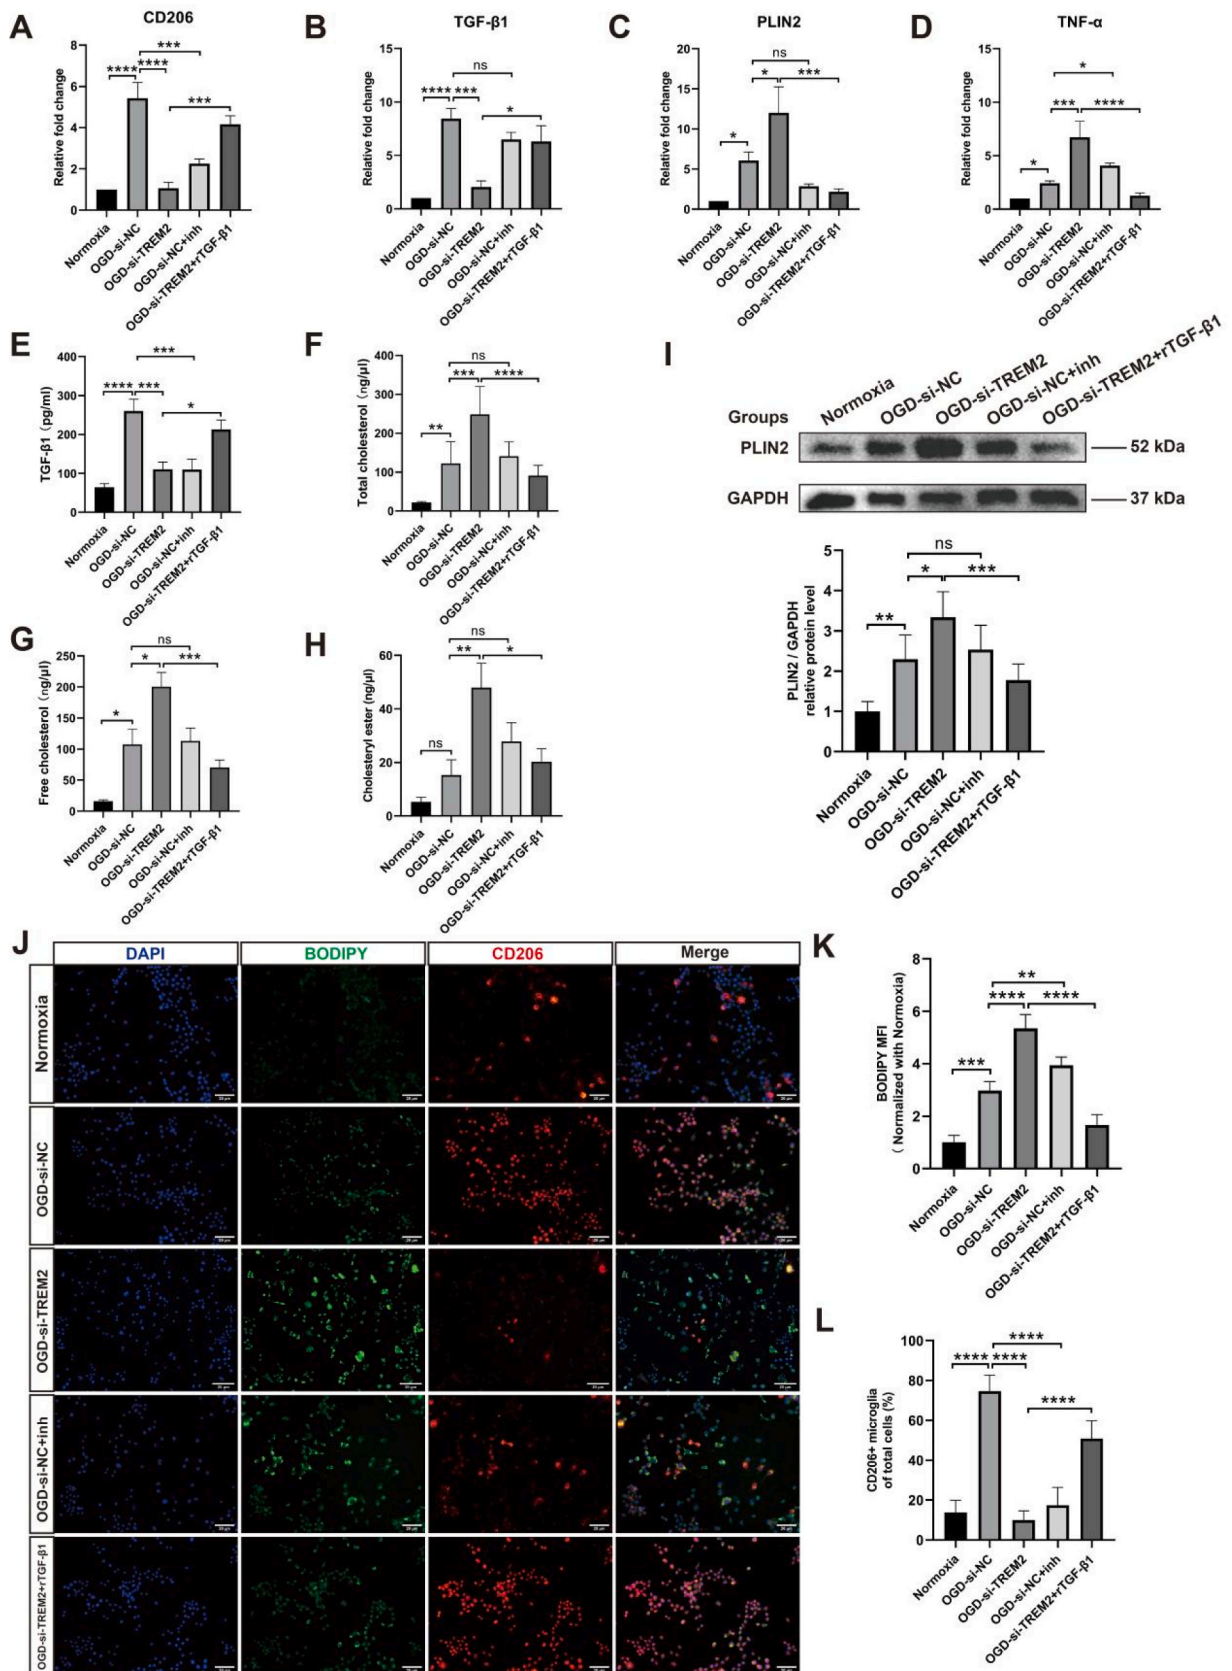 A
CD206
Relative fold change
8
6
4
2
0
**** **** ***
***
Normoxia
OGD-si-NC
OGD-si-TREM2
OGD-si-NC+inh
OGD-si-TREM2+rTGF-β1
B
TGF-β1
Relative fold change
15
10
5
0
ns
**** ***
*
Normoxia
OGD-si-NC
OGD-si-TREM2
OGD-si-NC+inh
OGD-si-TREM2+rTGF-β1
C
PLIN2
Relative fold change
20
15
10
5
0
ns
* ***
*
Normoxia
OGD-si-NC
OGD-si-TREM2
OGD-si-NC+inh
OGD-si-TREM2+rTGF-β1
D
TNF-α
Relative fold change
15
10
5
0
*
*** ****
*
Normoxia
OGD-si-NC
OGD-si-TREM2
OGD-si-NC+inh
OGD-si-TREM2+rTGF-β1
E
TGF-β1 (pg/ml)
400
300
200
100
0
***
**** ***
*
Normoxia
OGD-si-NC
OGD-si-TREM2
OGD-si-NC+inh
OGD-si-TREM2+rTGF-β1
F
Total cholesterol (ng/μl)
400
300
200
100
0
ns
*** ****
**
Normoxia
OGD-si-NC
OGD-si-TREM2
OGD-si-NC+inh
OGD-si-TREM2+rTGF-β1
G
Free cholesterol (ng/μl)
250
200
150
100
50
0
ns
* ***
*
Normoxia
OGD-si-NC
OGD-si-TREM2
OGD-si-NC+inh
OGD-si-TREM2+rTGF-β1
H
Cholesteryl ester (ng/μl)
60
40
20
0
ns
** *
ns
Normoxia
OGD-si-NC
OGD-si-TREM2
OGD-si-NC+inh
OGD-si-TREM2+rTGF-β1
I
Groups
Normoxia
OGD-si-NC
OGD-si-TREM2
OGD-si-NC+inh
OGD-si-TREM2+rTGF-β1
PLIN2
52 kDa
GAPDH
37 kDa
PLIN2 / GAPDH
relative protein level
5
4
3
2
1
0
ns
* ***
**
Normoxia
OGD-si-NC
OGD-si-TREM2
OGD-si-NC+inh
OGD-si-TREM2+rTGF-β1
J
DAPI
BODIPY
CD206
Merge
Normoxia
OGD-si-NC
OGD-si-TREM2
OGD-si-NC+inh
OGD-si-TREM2+rTGF-β1
K
BODIPY MFI
( Normalized with Normoxia)
8
6
4
2
0
**
**** ****
***
Normoxia
OGD-si-NC
OGD-si-TREM2
OGD-si-NC+inh
OGD-si-TREM2+rTGF-β1
L
CD206+ microglia
of total cells (%)
100
80
60
40
20
0
****
**** ****
****
Normoxia
OGD-si-NC
OGD-si-TREM2
OGD-si-NC+inh
OGD-si-TREM2+rTGF-β1